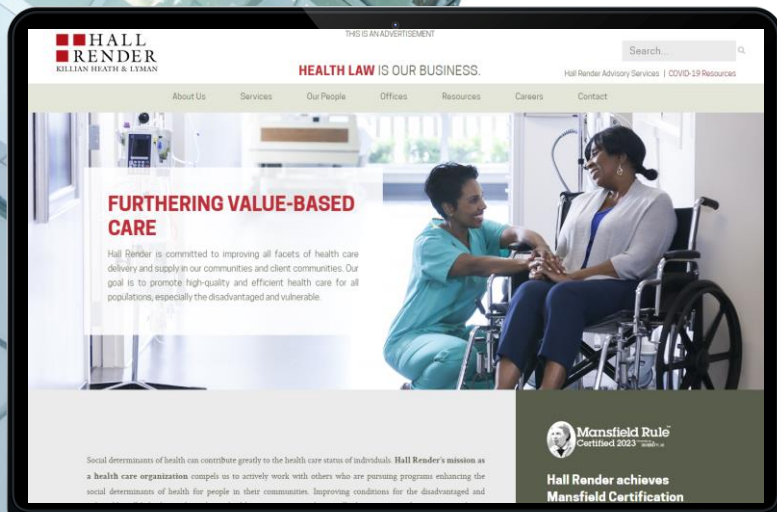 THIS IS AN ADVERTISEMENT
HALL
RENDER
KILLIAN HEATH & LYMAN
Search...
HEALTH LAW IS OUR BUSINESS.
Hall Render Advisory Services | COVID-19 Resources
About Us Services Our People Offices Resources Careers Contact
FURTHERING VALUE-BASED
CARE
Hall Render is committed to improving all facets of health care
delivery and supply in our communities and client communities. Our
goal is to promote high-quality and efficient health care for all
populations, especially the disadvantaged and vulnerable.
Social determinants of health can contribute greatly to the health care status of individuals. Hall Render's mission as
a health care organization compels us to actively work with others who are pursuing programs enhancing the
social determinants of health for people in their communities. Improving conditions for the disadvantaged and
Mansfield Rule™
Certified 2023
Hall Render achieves
Mansfield Certification